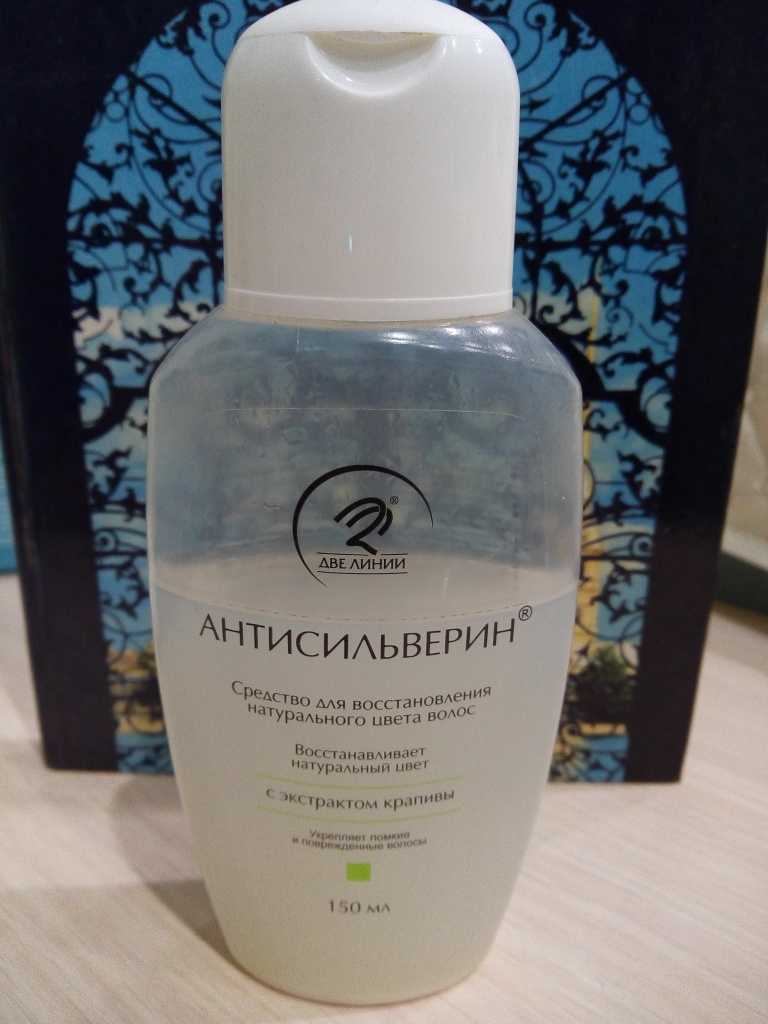 ®
ДВЕ ЛИНИИ
АНТИСИЛЬВЕРИН®
Средство для восстановления
натурального цвета волос
Восстанавливает
натуральный цвет
с экстрактом крапивы
Укрепляет ломкие
и поврежденные волосы
150 мл